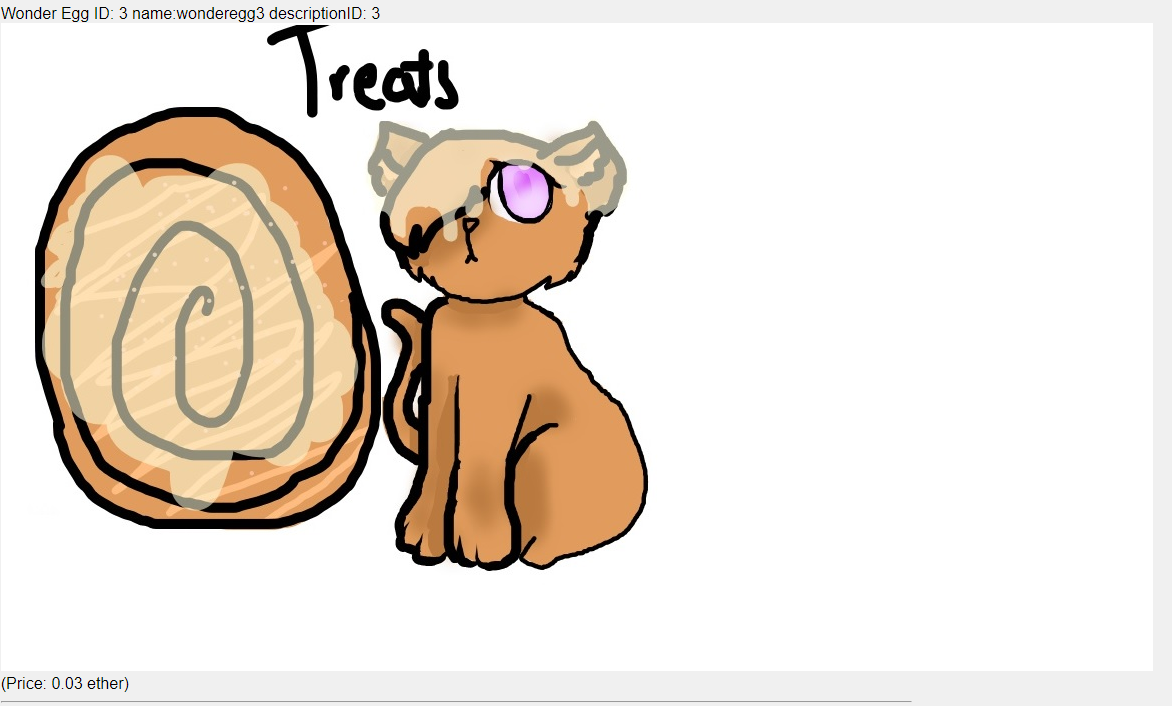 Wonder Egg ID: 3 name:wonderegg3 descriptionID: 3
Treats
(Price: 0.03 ether)